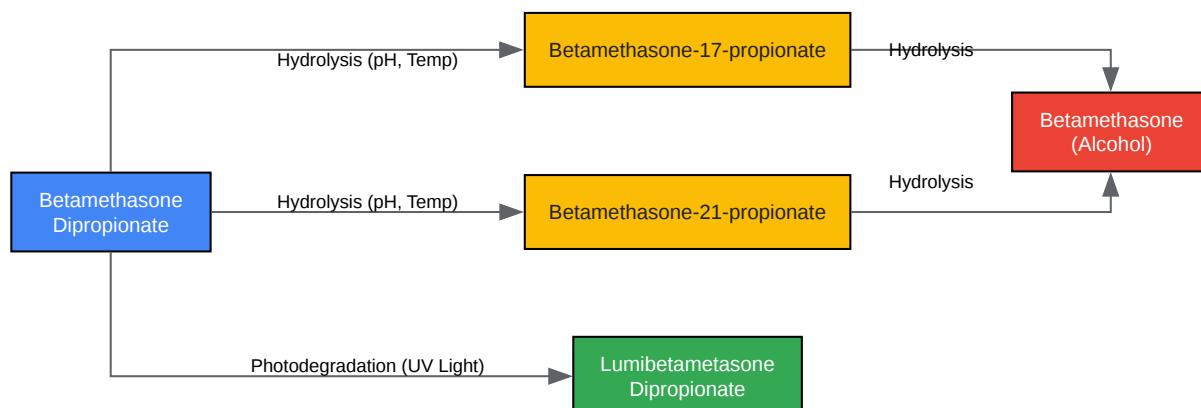 Betamethasone-17-propionate
Hydrolysis
Hydrolysis (pH, Temp)
Betamethasone
(Alcohol)
Betamethasone
Dipropionate
Hydrolysis (pH, Temp)
Betamethasone-21-propionate
Hydrolysis
Photodegradation (UV Light)
Lumibetametasone
Dipropionate